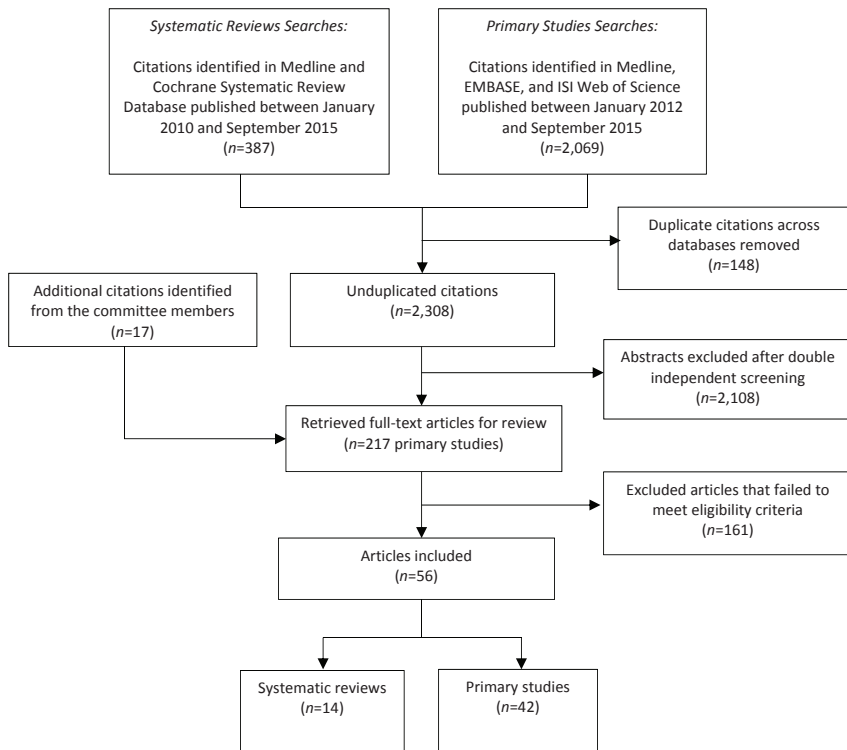 Systematic Reviews Searches:
Citations identified in Medline and
Cochrane Systematic Review
Database published between January
2010 and September 2015
(n=387)
Primary Studies Searches:
Citations identified in Medline,
EMBASE, and ISI Web of Science
published between January 2012
and September 2015
(n=2,069)
Duplicate citations across
databases removed
(n=148)
Additional citations identified
from the committee members
(n=17)
Unduplicated citations
(n=2,308)
Abstracts excluded after double
independent screening
(n=2,108)
Retrieved full-text articles for review
(n=217 primary studies)
Excluded articles that failed to
meet eligibility criteria
(n=161)
Articles included
(n=56)
Systematic reviews
(n=14)
Primary studies
(n=42)